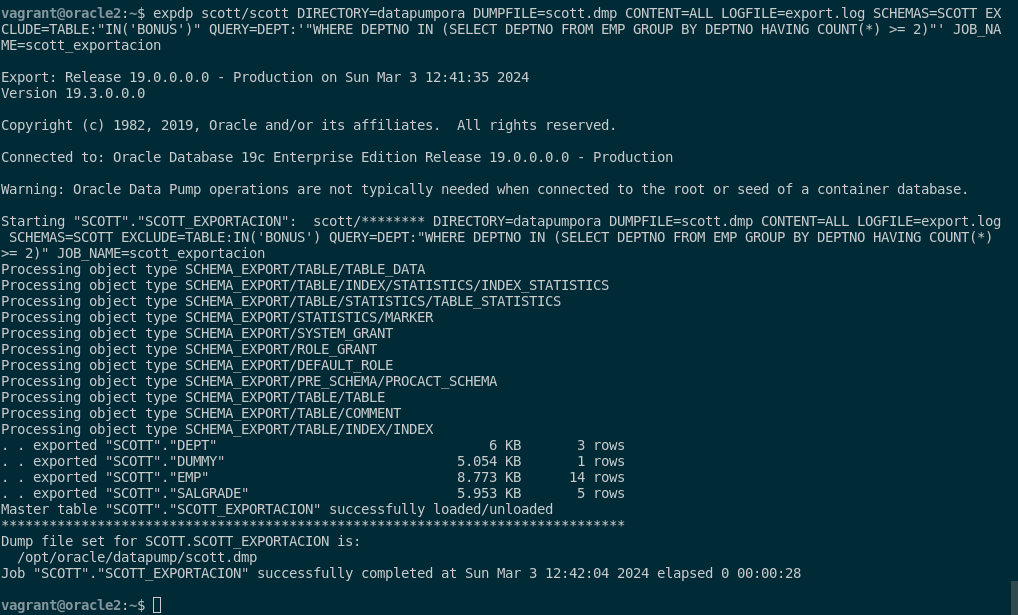 vagrant@oracle2:~$ expdp scott/scott DIRECTORY=datapumpora DUMPFILE=scott.dmp CONTENT=ALL LOGFILE=export.log SCHEMAS=SCOTT EX
CLUDE=TABLE:"IN('BONUS')" QUERY=DEPT:'"WHERE DEPTNO IN (SELECT DEPTNO FROM EMP GROUP BY DEPTNO HAVING COUNT(*) >= 2)"' JOB_NA
ME=scott_exportacion
Export: Release 19.0.0.0.0 - Production on Sun Mar 3 12:41:35 2024
Version 19.3.0.0.0
Copyright (c) 1982, 2019, Oracle and/or its affiliates.  All rights reserved.
Connected to: Oracle Database 19c Enterprise Edition Release 19.0.0.0.0 - Production
Warning: Oracle Data Pump operations are not typically needed when connected to the root or seed of a container database.
Starting "SCOTT"."SCOTT_EXPORTACION":  scott/******** DIRECTORY=datapumpora DUMPFILE=scott.dmp CONTENT=ALL LOGFILE=export.log
 SCHEMAS=SCOTT EXCLUDE=TABLE:IN('BONUS') QUERY=DEPT:"WHERE DEPTNO IN (SELECT DEPTNO FROM EMP GROUP BY DEPTNO HAVING COUNT(*)
>= 2)" JOB_NAME=scott_exportacion
Processing object type SCHEMA_EXPORT/TABLE/TABLE_DATA
Processing object type SCHEMA_EXPORT/TABLE/INDEX/STATISTICS/INDEX_STATISTICS
Processing object type SCHEMA_EXPORT/TABLE/STATISTICS/TABLE_STATISTICS
Processing object type SCHEMA_EXPORT/STATISTICS/MARKER
Processing object type SCHEMA_EXPORT/SYSTEM_GRANT
Processing object type SCHEMA_EXPORT/ROLE_GRANT
Processing object type SCHEMA_EXPORT/DEFAULT_ROLE
Processing object type SCHEMA_EXPORT/PRE_SCHEMA/PROCACT_SCHEMA
Processing object type SCHEMA_EXPORT/TABLE/TABLE
Processing object type SCHEMA_EXPORT/TABLE/COMMENT
Processing object type SCHEMA_EXPORT/TABLE/INDEX/INDEX
. . exported "SCOTT"."DEPT"                                  6 KB       3 rows
. . exported "SCOTT"."DUMMY"                             5.054 KB       1 rows
. . exported "SCOTT"."EMP"                               8.773 KB      14 rows
. . exported "SCOTT"."SALGRADE"                          5.953 KB       5 rows
Master table "SCOTT"."SCOTT_EXPORTACION" successfully loaded/unloaded
******************************************************************************
Dump file set for SCOTT.SCOTT_EXPORTACION is:
  /opt/oracle/datapump/scott.dmp
Job "SCOTT"."SCOTT_EXPORTACION" successfully completed at Sun Mar 3 12:42:04 2024 elapsed 0 00:00:28
vagrant@oracle2:~$